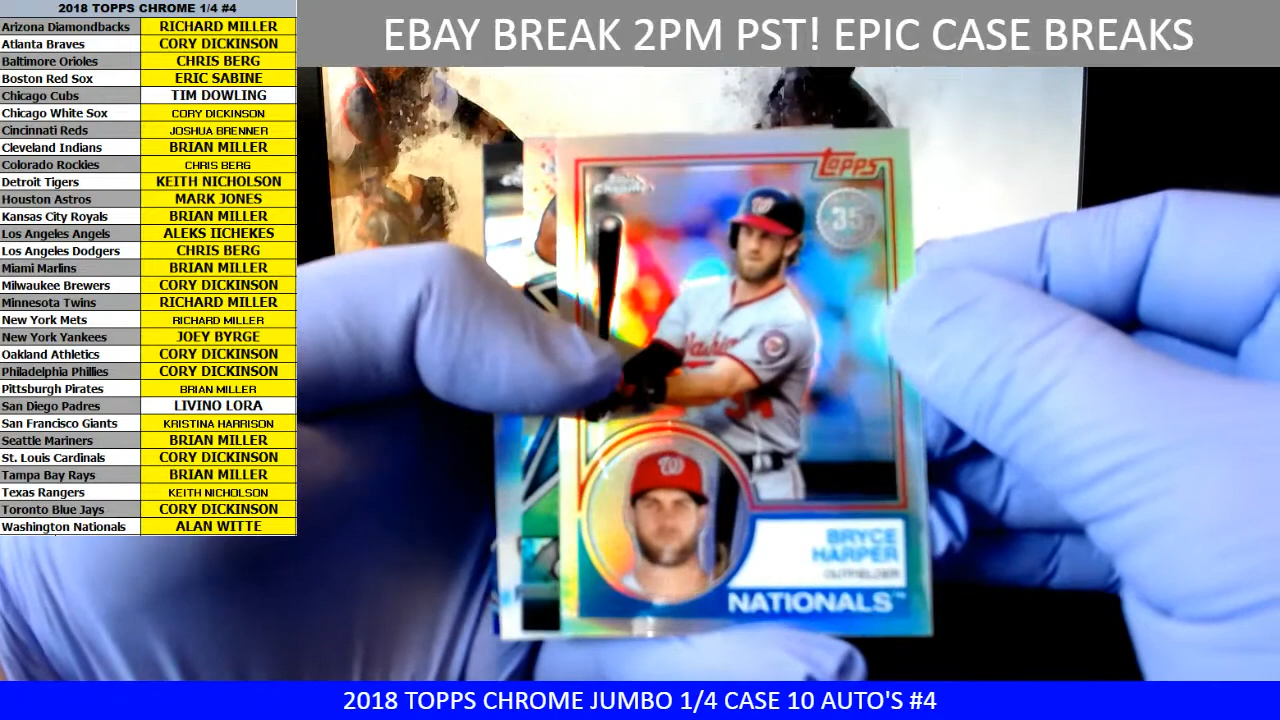 2018 TOPPS CHROME 1/4 #4
Arizona Diamondbacks RICHARD MILLER
Atlanta Braves CORY DICKINSON
Baltimore Orioles CHRIS BERG
Boston Red Sox ERIC SABINE
Chicago Cubs TIM DOWLING
Chicago White Sox CORY DICKINSON
Cincinnati Reds JOSHUA BRENNER
Cleveland Indians BRIAN MILLER
Colorado Rockies CHRIS BERG
Detroit Tigers KEITH NICHOLSON
Houston Astros MARK JONES
Kansas City Royals BRIAN MILLER
Los Angeles Angels ALEKS IICHEKES
Los Angeles Dodgers CHRIS BERG
Miami Marlins BRIAN MILLER
Milwaukee Brewers CORY DICKINSON
Minnesota Twins RICHARD MILLER
New York Mets RICHARD MILLER
New York Yankees JOEY BYRGE
Oakland Athletics CORY DICKINSON
Philadelphia Phillies CORY DICKINSON
Pittsburgh Pirates BRIAN MILLER
San Diego Padres LIVINO LORA
San Francisco Giants KRISTINA HARRISON
Seattle Mariners BRIAN MILLER
St. Louis Cardinals CORY DICKINSON
Tampa Bay Rays BRIAN MILLER
Texas Rangers KEITH NICHOLSON
Toronto Blue Jays CORY DICKINSON
Washington Nationals ALAN WITTE
EBAY BREAK 2PM PST! EPIC CASE BREAKS
TOPPS
Topps Chrome
35
W
Washin
34
W
BRYCE
HARPER
OUTFIELDER
NATIONALS™
2018 TOPPS CHROME JUMBO 1/4 CASE 10 AUTO'S #4